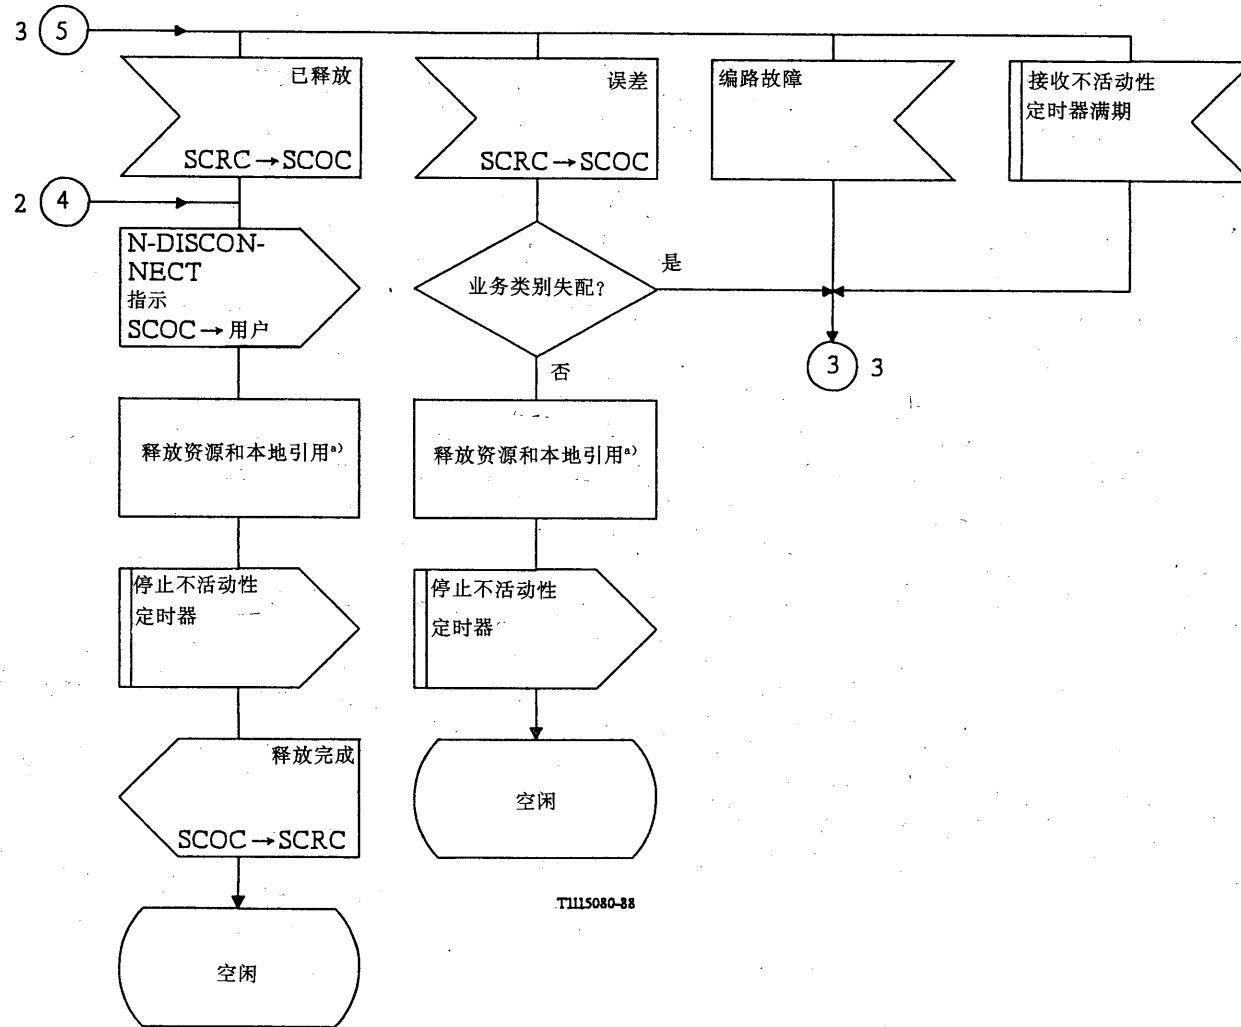 3 5
已释放
SCRC→SCOC
误差
SCRC→SCOC
编路故障
接收不活动性
定时器满期
2 4
N-DISCON-
NECT
指示
SCOC→用户
业务类别失配?
是
否
3 3
释放资源和本地引用ᵃ⁾
释放资源和本地引用ᵃ⁾
停止不活动性
定时器
停止不活动性
定时器
释放完成
SCOC→SCRC
空闲
空闲
T1115080-88